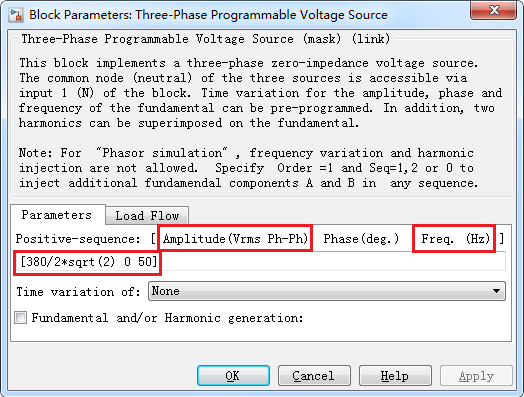 Block Parameters: Three-Phase Programmable Voltage Source
Three-Phase Programmable Voltage Source (mask) (link)
This block implements a three-phase zero-impedance voltage source.
The common node (neutral) of the three sources is accessible via
input 1 (N) of the block. Time variation for the amplitude, phase and
frequency of the fundamental can be pre-programmed. In addition, two
harmonics can be superimposed on the fundamental.
Note: For "Phasor simulation", frequency variation and harmonic
injection are not allowed. Specify Order =1 and Seq=1,2 or 0 to
inject additional fundamendal components A and B in any sequence.
Parameters Load Flow
Positive-sequence: [ Amplitude(Vrms Ph-Ph) Phase(deg.) Freq. (Hz) ]
[380/2*sqrt(2) 0 50]
Time variation of: None
Fundamental and/or Harmonic generation:
OK Cancel Help Apply